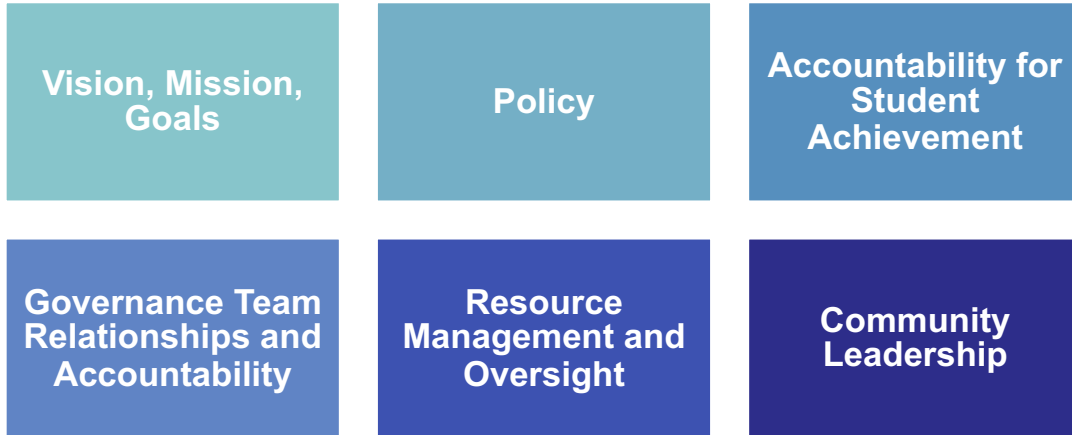 Vision, Mission,
Goals
Policy
Accountability for
Student
Achievement
Governance Team
Relationships and
Accountability
Resource
Management and
Oversight
Community
Leadership